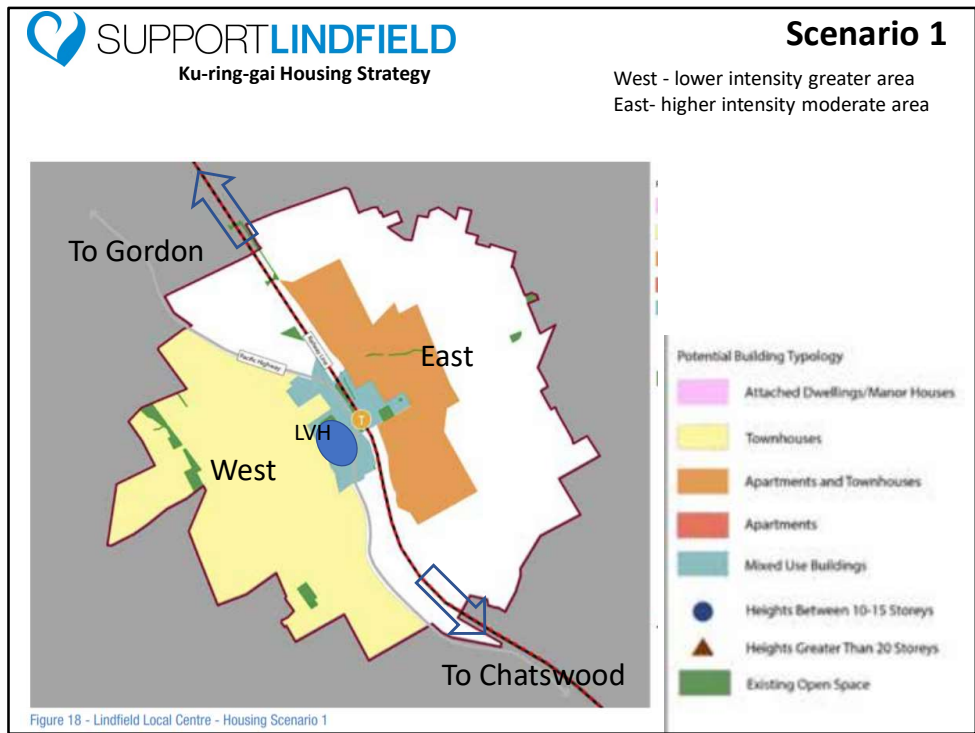 SUPPORTLINDFIELD
Ku-ring-gai Housing Strategy
Scenario 1
West - lower intensity greater area
East- higher intensity moderate area
To Gordon
Railway Line
Pacific Highway
East
T
LVH
West
To Chatswood
Potential Building Typology
Attached Dwellings/Manor Houses
Townhouses
Apartments and Townhouses
Apartments
Mixed Use Buildings
Heights Between 10-15 Storeys
Heights Greater Than 20 Storeys
Existing Open Space
Figure 18 - Lindfield Local Centre - Housing Scenario 1